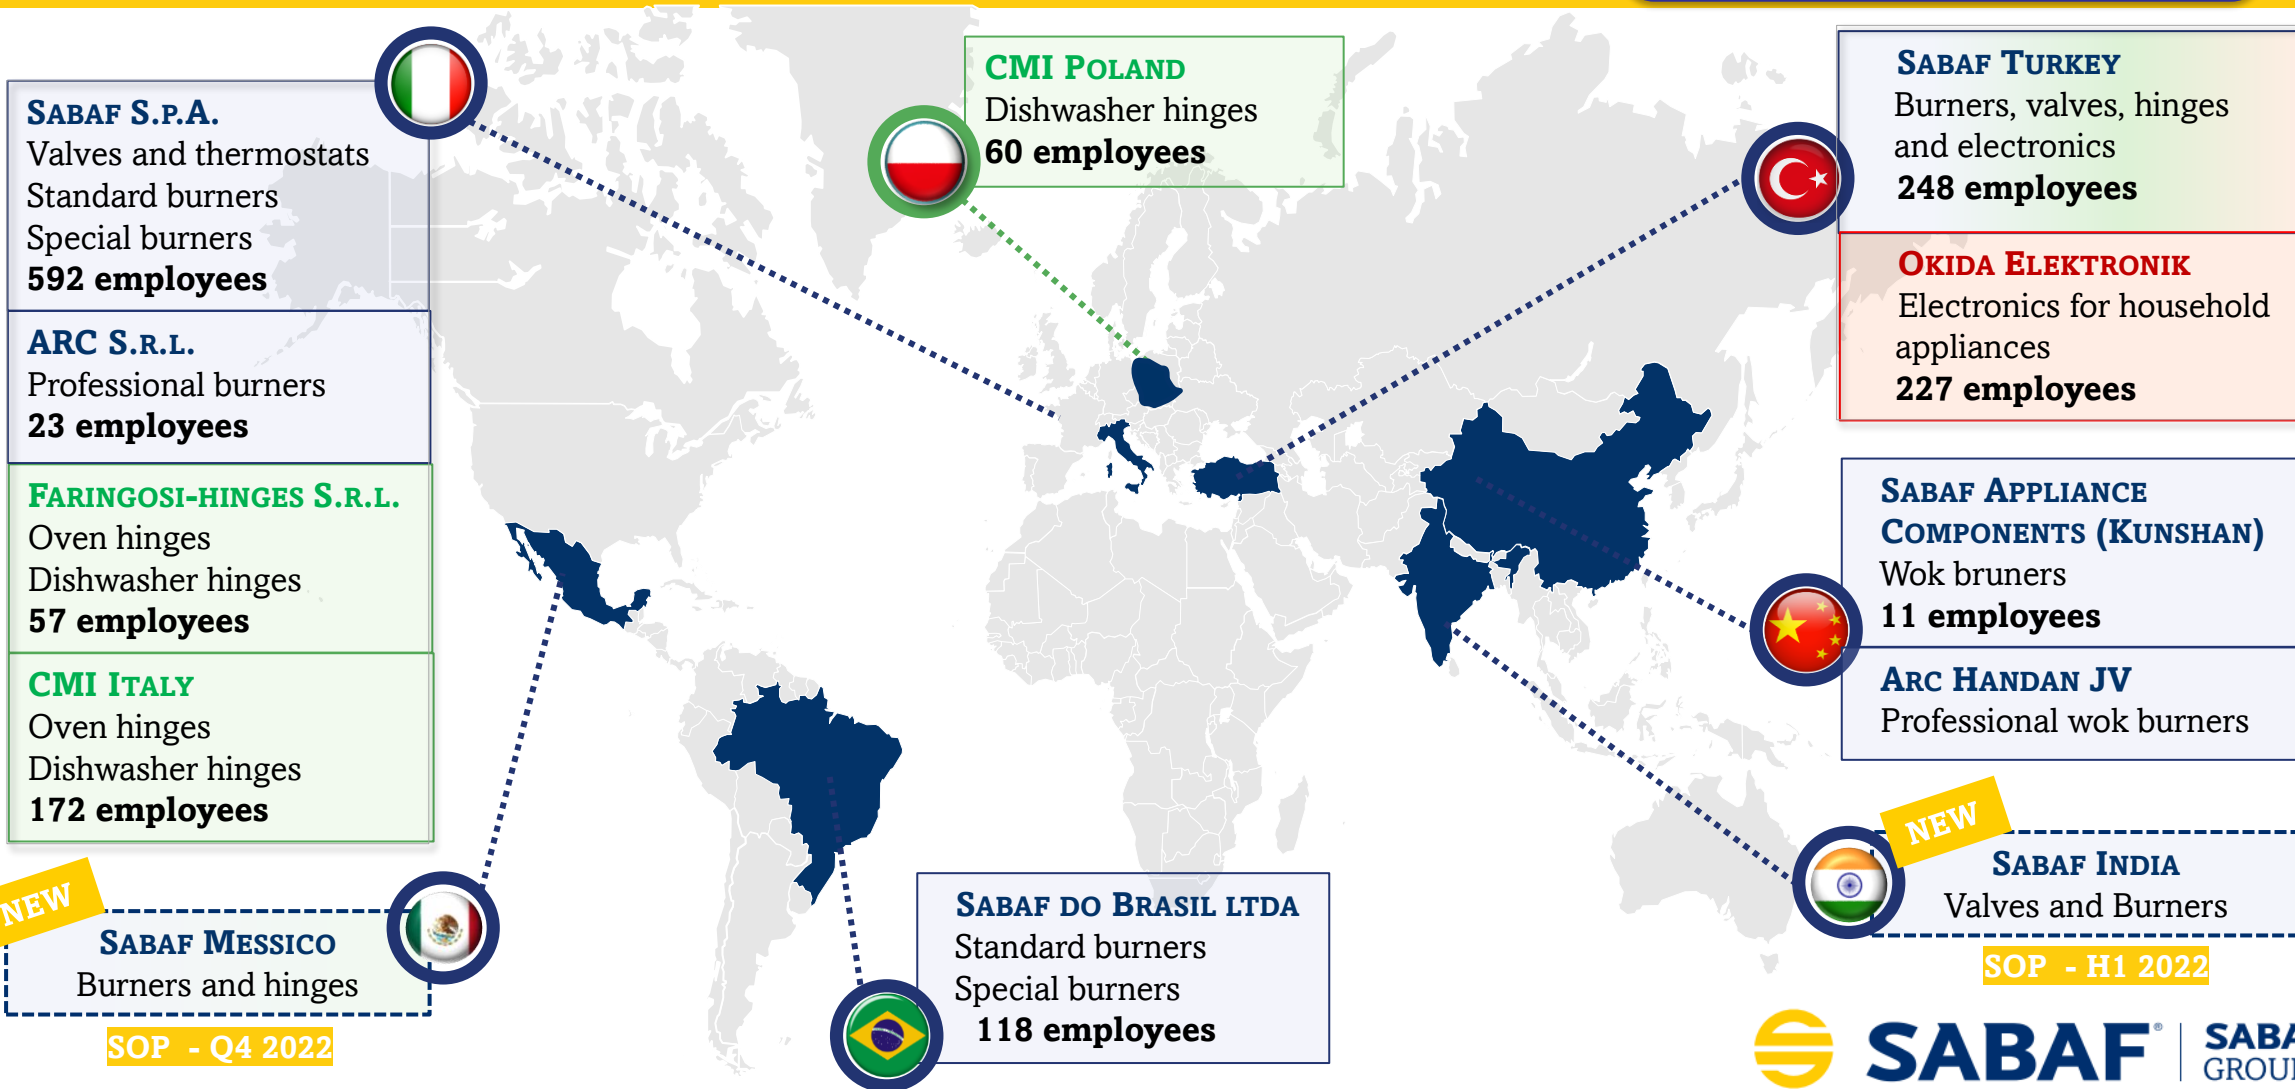 SABAF S.P.A.
Valves and thermostats
Standard burners
Special burners
592 employees
ARC S.R.L.
Professional burners
23 employees
FARINGOSI-HINGES S.R.L.
Oven hinges
Dishwasher hinges
57 employees
CMI ITALY
Oven hinges
Dishwasher hinges
172 employees
NEW
SABAF MESSICO
Burners and hinges
SOP - Q4 2022
CMI POLAND
Dishwasher hinges
60 employees
SABAF DO BRASIL LTDA
Standard burners
Special burners
118 employees
SABAF TURKEY
Burners, valves, hinges
and electronics
248 employees
OKIDA ELEKTRONIK
Electronics for household
appliances
227 employees
SABAF APPLIANCE
COMPONENTS (KUNSHAN)
Wok bruners
11 employees
ARC HANDAN JV
Professional wok burners
NEW
SABAF INDIA
Valves and Burners
SOP - H1 2022
SABAF®
SABA
GROUP